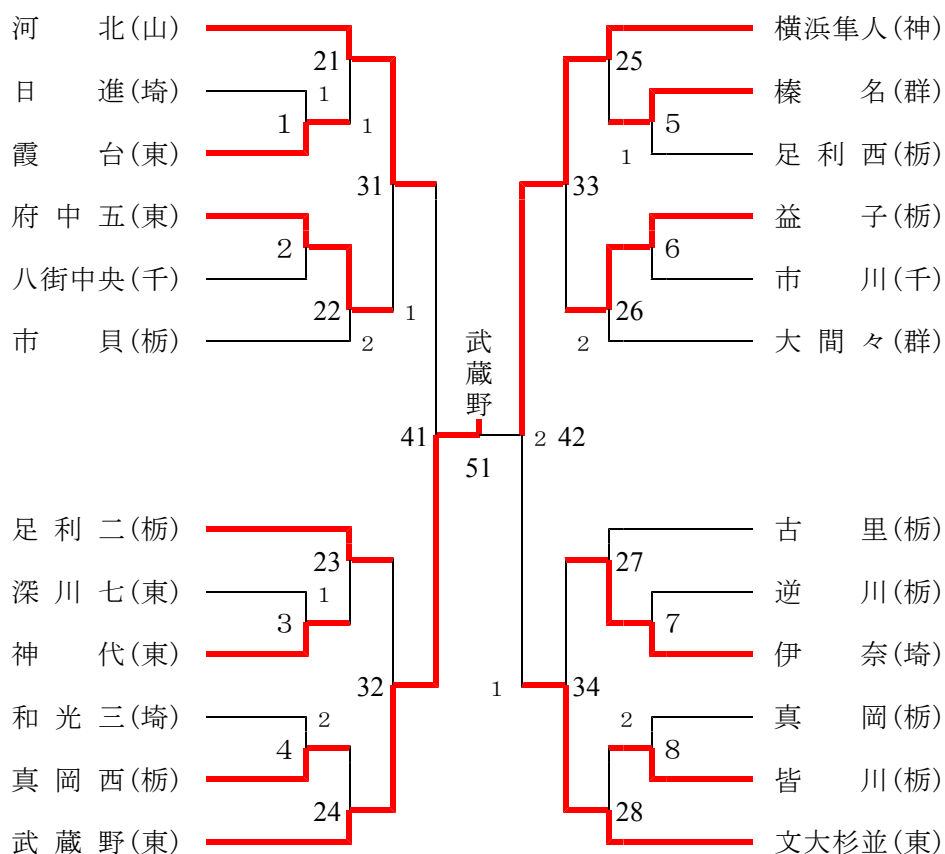 河北(山) 横浜隼人(神)
21 25
日進(埼) 1 榛名(群)
1 1 5
霞台(東) 1 足利西(栃)
31 33
府中五(東) 益子(栃)
2 6
八街中央(千) 市川(千)
22 1 26
市貝(栃) 2 2 大間々(群)
武蔵野
41 2 42
51
足利二(栃) 古里(栃)
23 27
深川七(東) 1 逆川(栃)
3 7
神代(東) 伊奈(埼)
32 1 34
和光三(埼) 2 2 真岡(栃)
4 8
真岡西(栃) 皆川(栃)
24 28
武蔵野(東) 文大杉並(東)